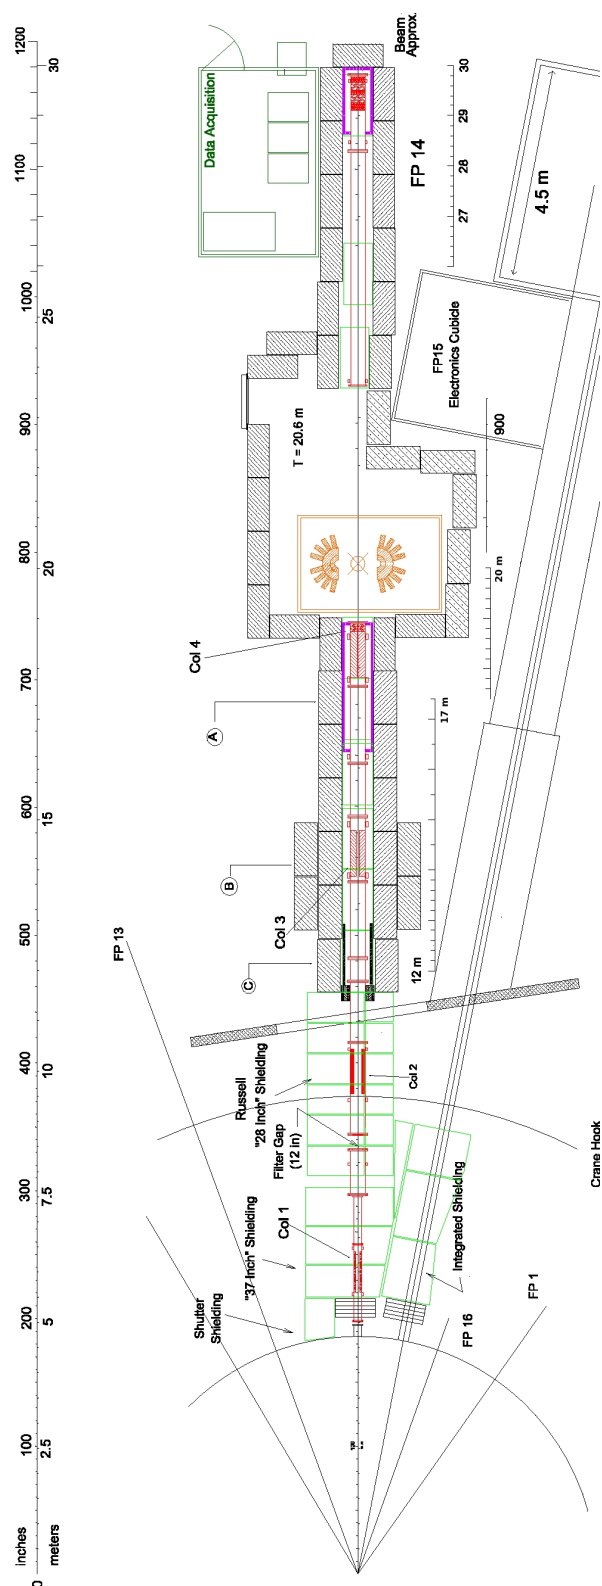 1200
30
1100
1000
25
900
800
20
700
600
15
500
400
10
300
7.5
200
5
100
2.5
inches
meters
0
Data Acquisition
Beam
Approx.
30
29
28
27
FP 14
4.5 m
FP15
Electronics Cubicle
T = 20.6 m
900
20 m
Col 4
A
17 m
B
Col 3
FP 13
C
12 m
Russell
"28 Inch" Shielding
Col 2
Filter Gap
(12 in)
Crane Hook
"37-Inch" Shielding
Col 1
Integrated Shielding
Shutter
Shielding
FP 16
FP 1